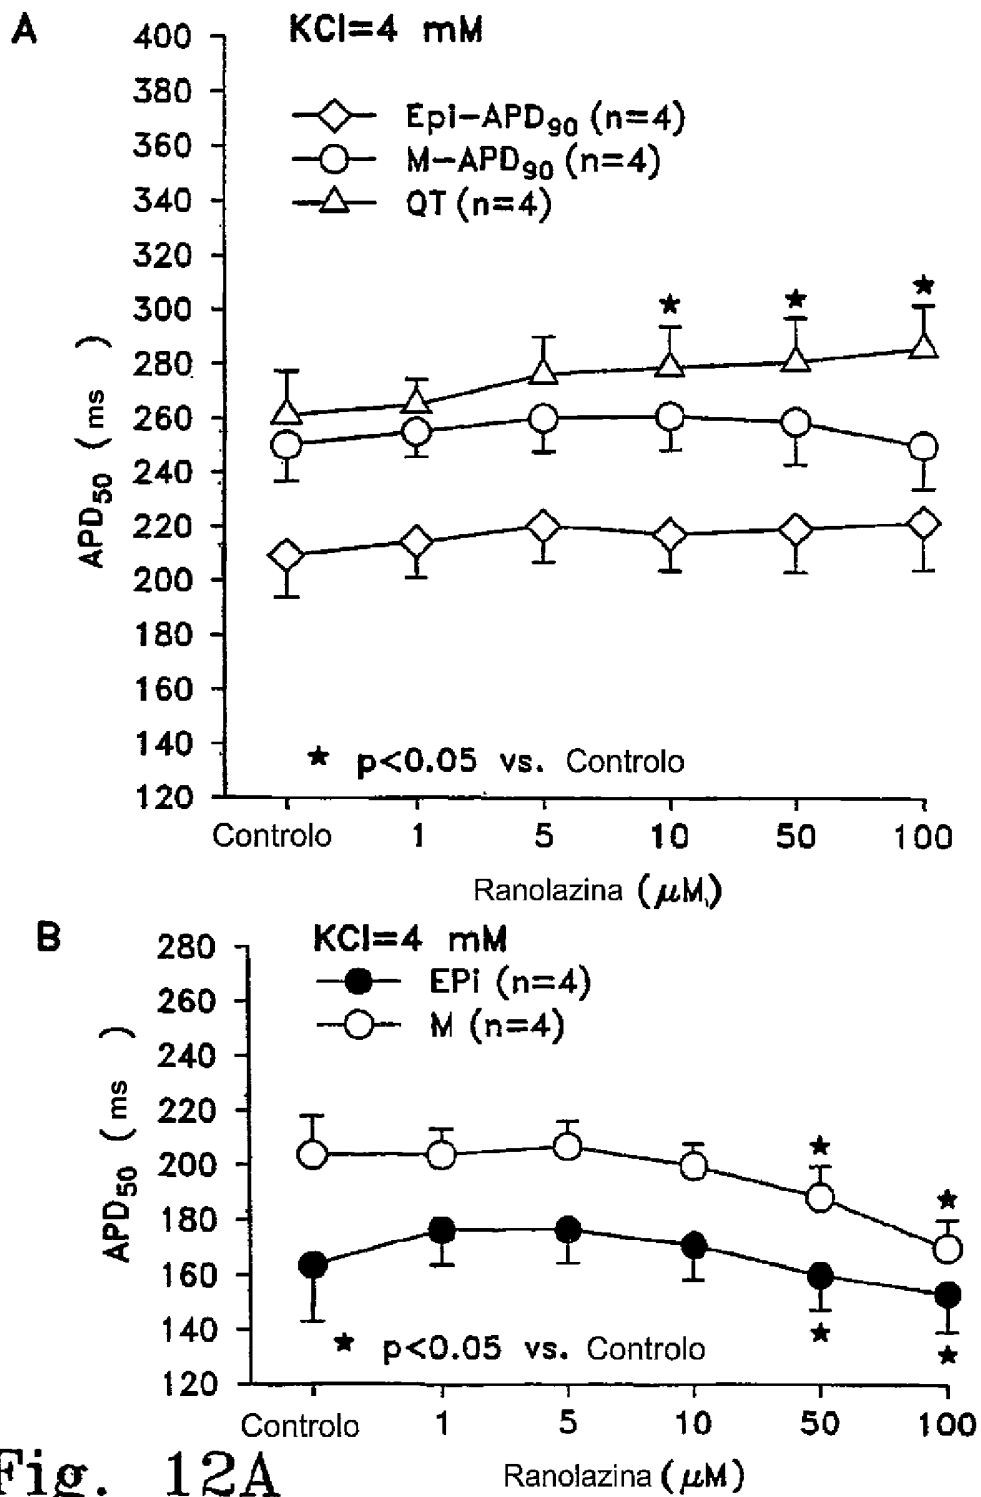 A
KCl=4 mM
400
380
360
340
320
300
280
260
240
220
200
180
160
140
120
APD50 (ms)
Epi-APD90 (n=4)
M-APD90 (n=4)
QT (n=4)
★ ★ ★
★ p<0.05 vs. Controlo
Controlo 1 5 10 50 100
Ranolazina (μM)
B
KCl=4 mM
EPi (n=4)
M (n=4)
280
260
240
220
200
180
160
140
120
APD50 (ms)
★ ★
★ ★
★ p<0.05 vs. Controlo
Controlo 1 5 10 50 100
Ranolazina (μM)
Fig. 12A